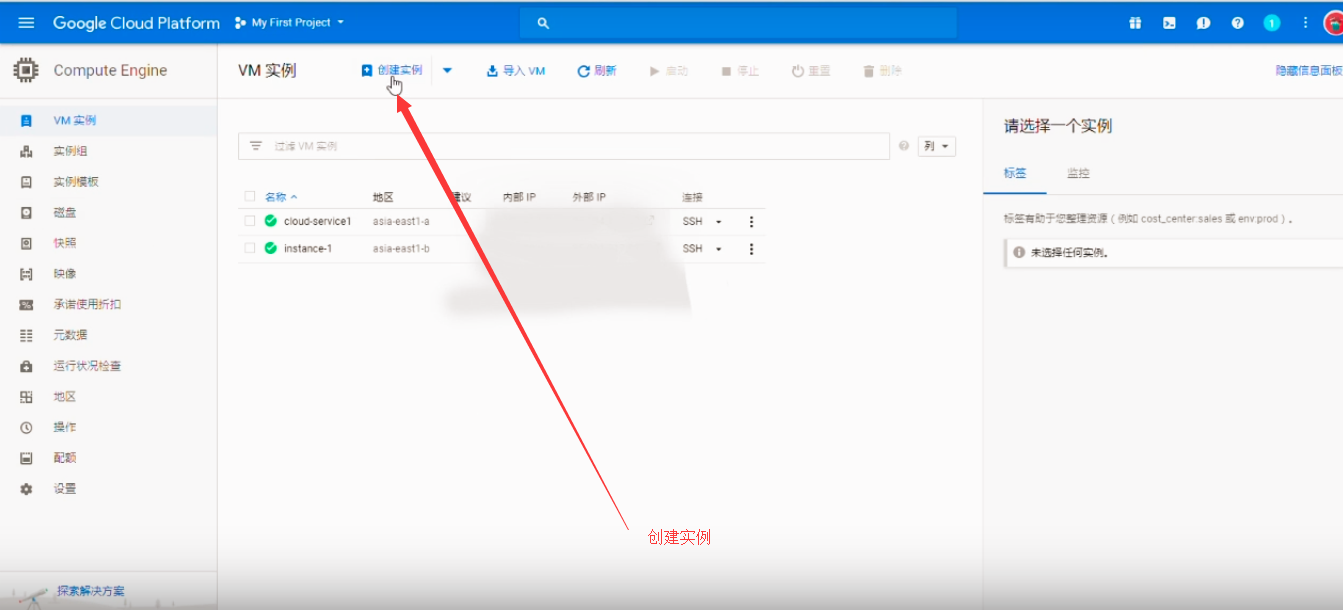 Google Cloud Platform My First Project
1
Compute Engine
VM 实例 创建实例 导入 VM 刷新 启动 停止 重置 删除 隐藏信息面板
VM 实例
实例组
实例模板
磁盘
快照
映像
承诺使用折扣
元数据
运行状况检查
地区
操作
配额
设置
探索解决方案
过滤 VM 实例 列
名称 地区 建议 内部 IP 外部 IP 连接
cloud-service1 asia-east1-a SSH
instance-1 asia-east1-b SSH
请选择一个实例
标签 监控
标签有助于您整理资源(例如 cost_center:sales 或 env:prod)。
未选择任何实例。
创建实例